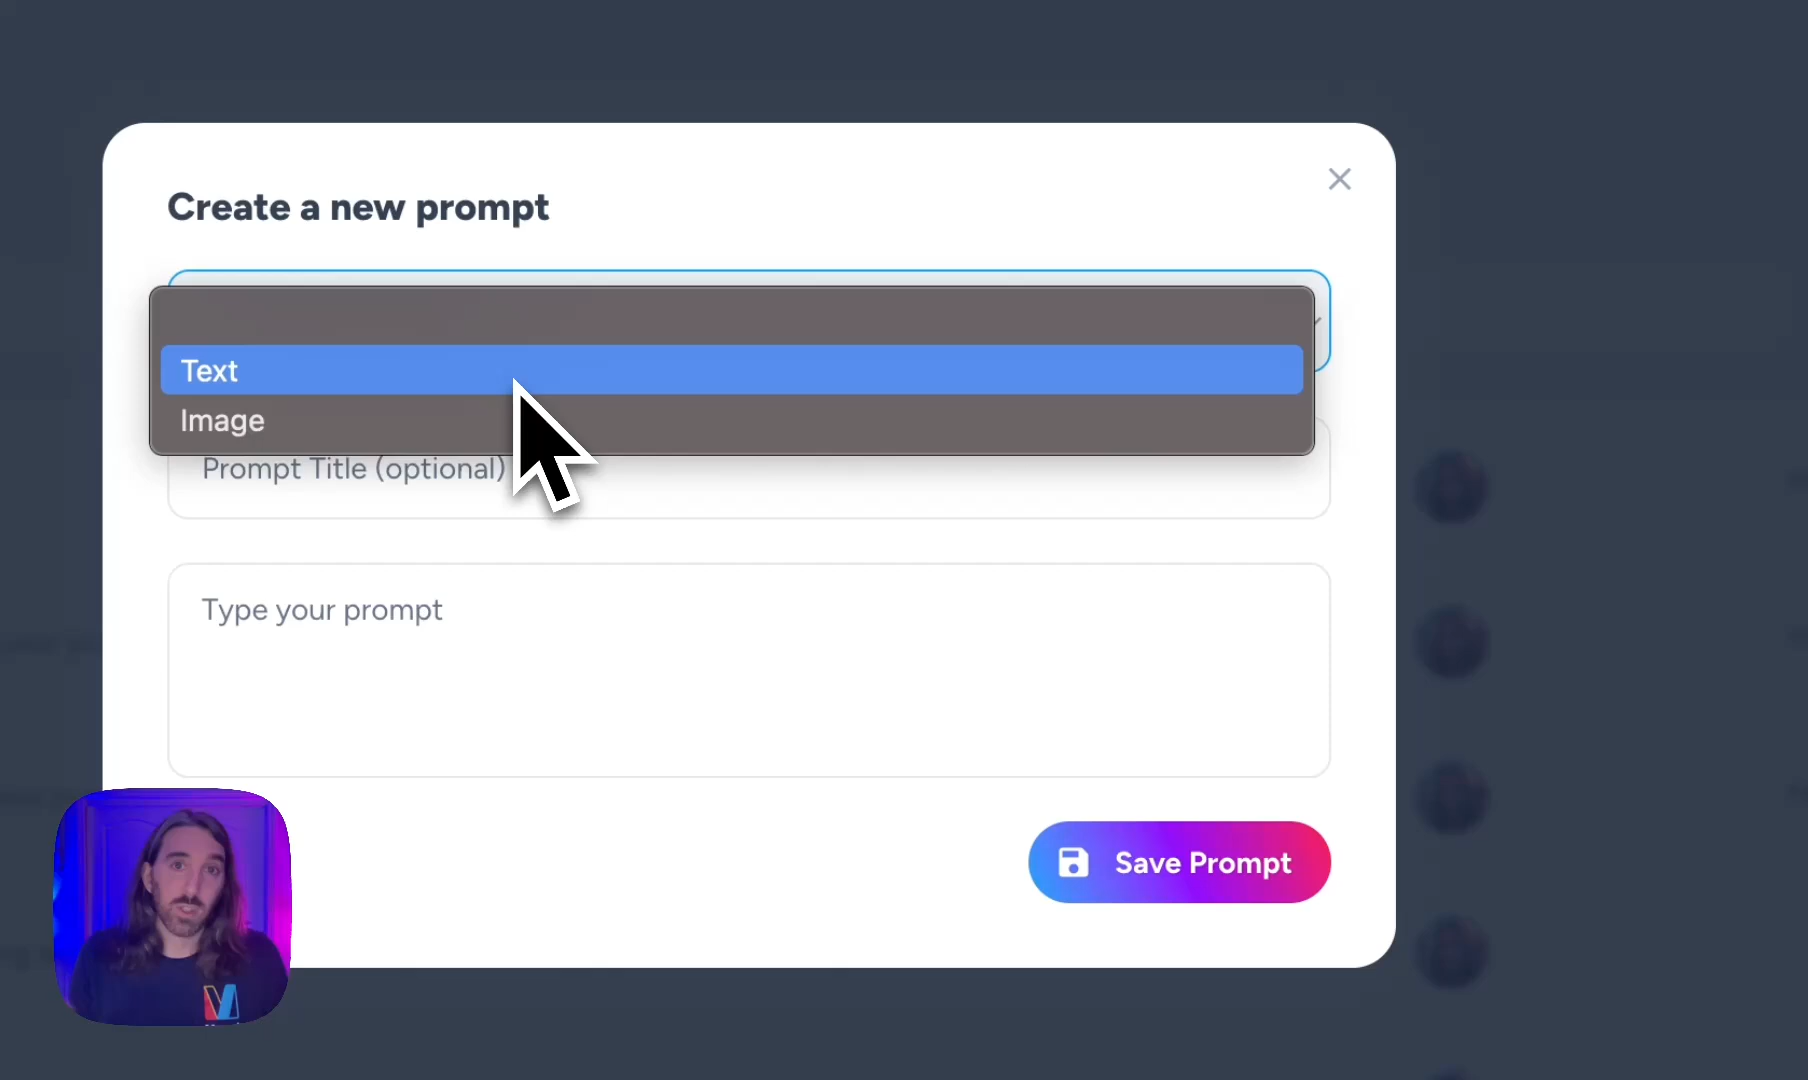 Create a new prompt
Text
Image
Prompt Title (optional)
Type your prompt
Save Prompt